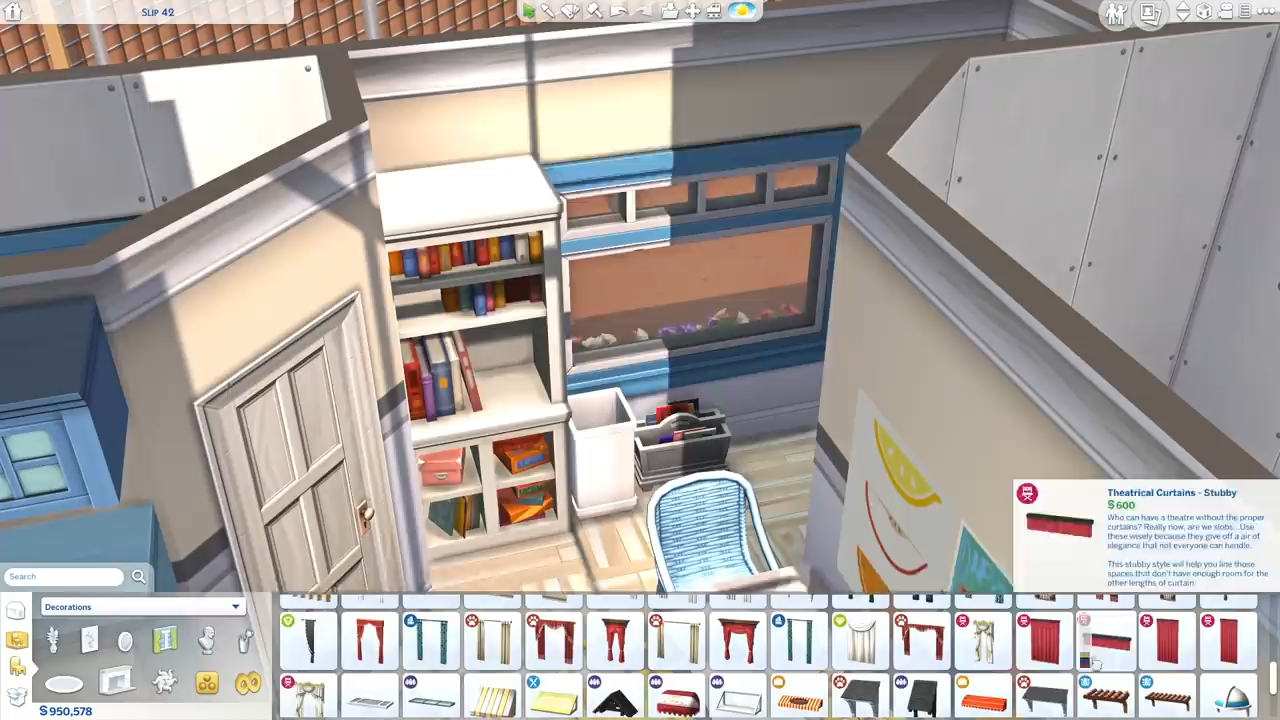 SLIP 42
Theatrical Curtains - Stubby
$600
Who can have a theatre without the proper
curtains? Really now, are we slobs...Use
these wisely because they give off a air of
elegance that not everyone can handle.
This stubby style will help you line those
spaces that don't have enough room for the
other lengths of curtain.
Search
Decorations
$950,578